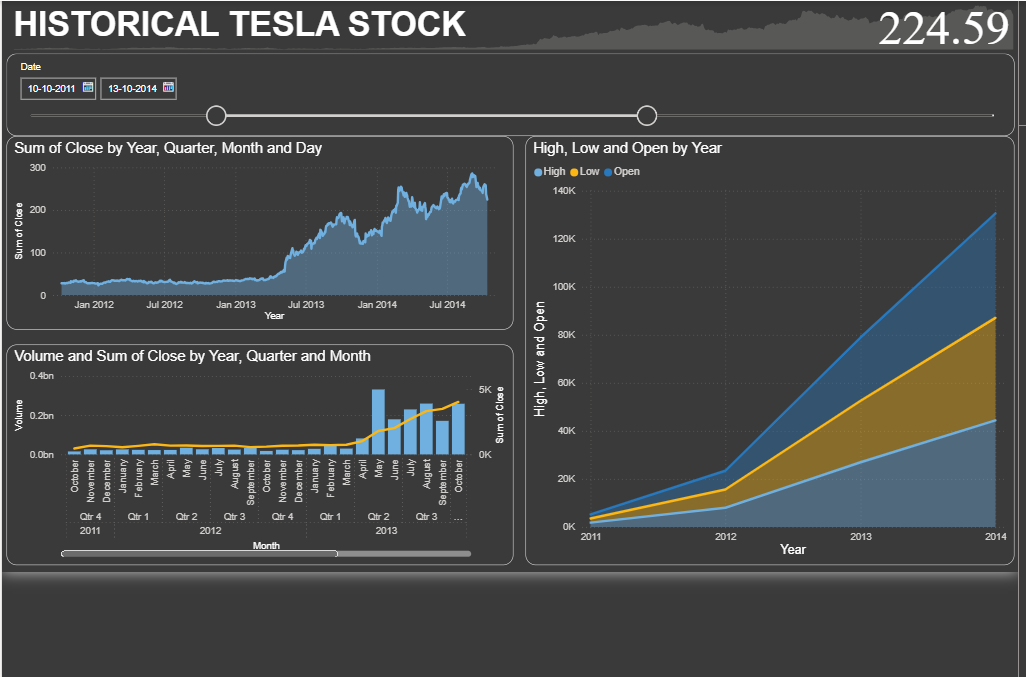 HISTORICAL TESLA STOCK
224.59
Date
10-10-2011
13-10-2014
Sum of Close by Year, Quarter, Month and Day
Sum of Close
300
200
100
0
Jan 2012 Jul 2012 Jan 2013 Jul 2013 Jan 2014 Jul 2014
Year
Volume and Sum of Close by Year, Quarter and Month
Volume
0.4bn
0.2bn
0.0bn
5K
0K
Sum of Close
October November December January February March April May June July August September October November December January February March April May June July August September October
Qtr 4 Qtr 1 Qtr 2 Qtr 3 Qtr 4 Qtr 1 Qtr 2 Qtr 3 ...
2011 2012 2013
Month
High, Low and Open by Year
High Low Open
High, Low and Open
140K
120K
100K
80K
60K
40K
20K
0K
2011 2012 2013 2014
Year